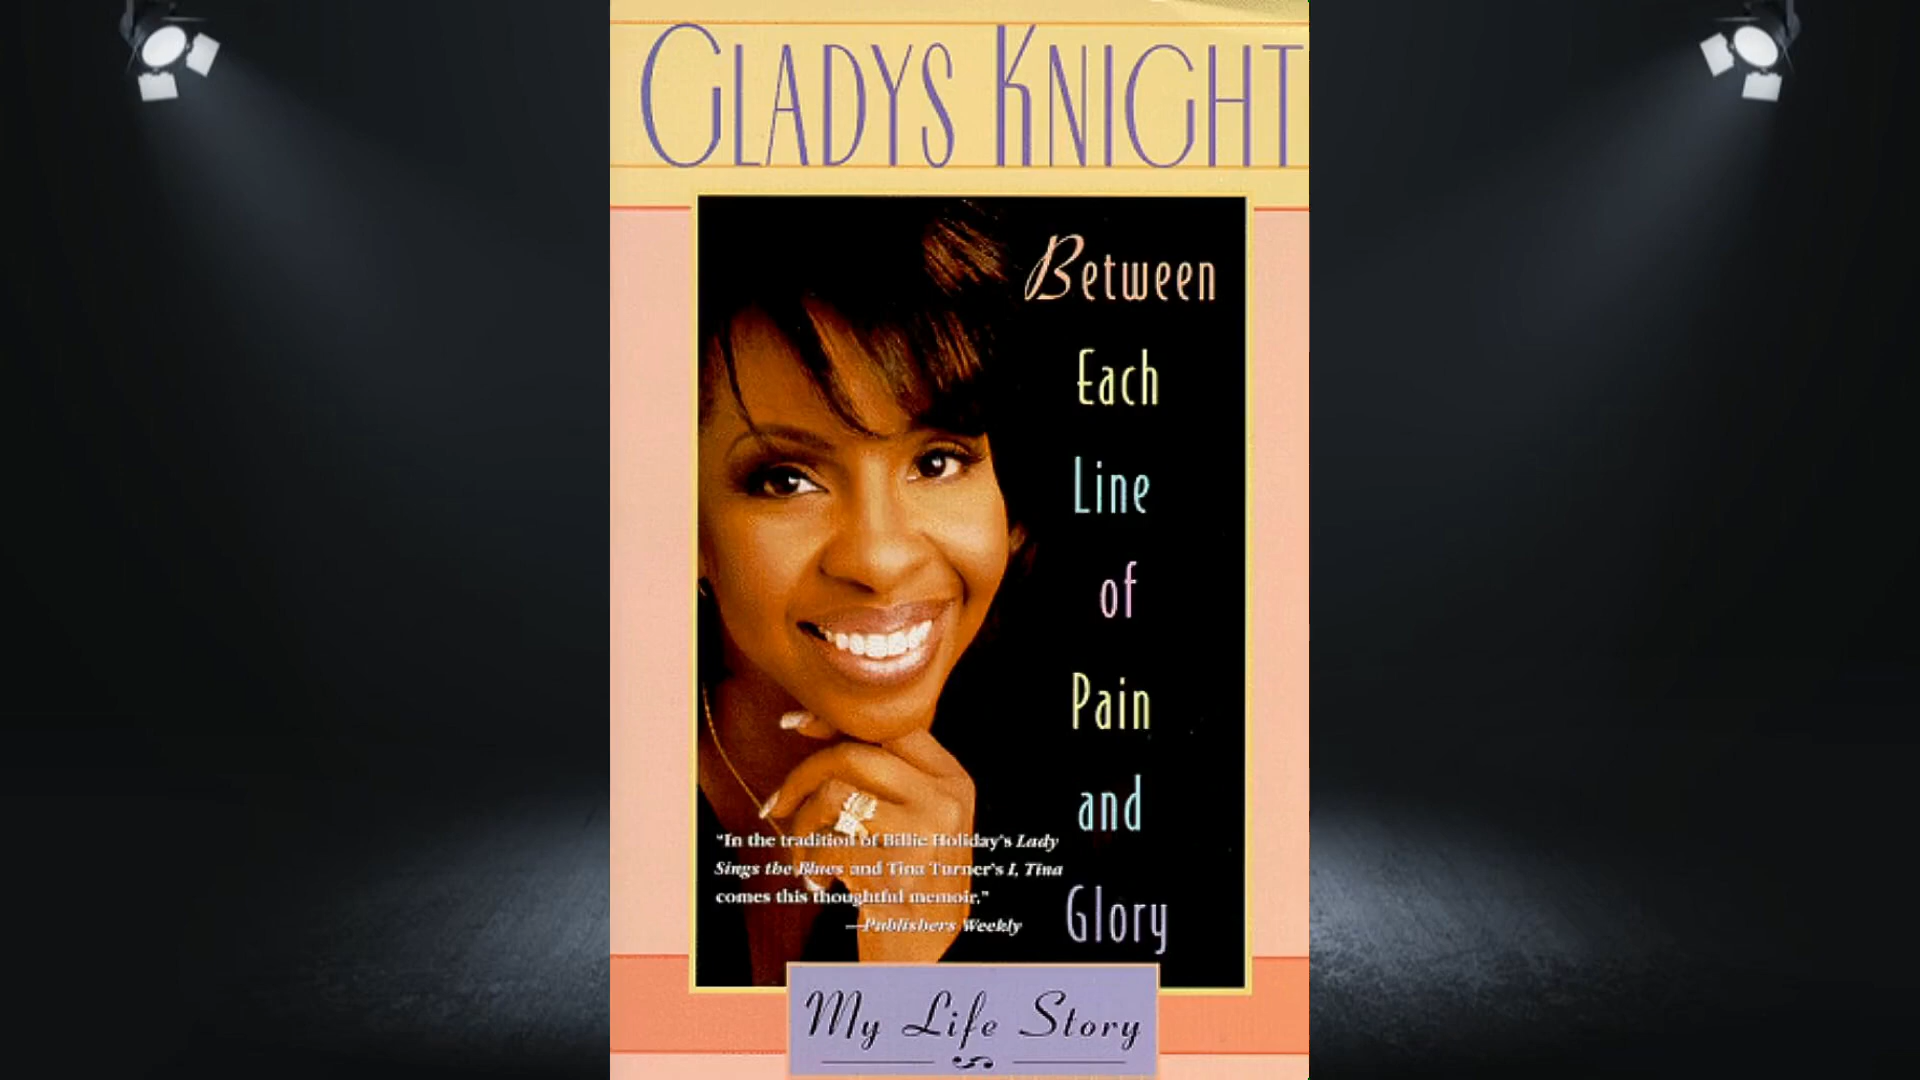 GLADYS KNIGHT
Between
Each
Line
of
Pain
and
Glory
"In the tradition of Billie Holiday's Lady
Sings the Blues and Tina Turner's I, Tina
comes this thoughtful memoir."
—Publishers Weekly
My Life Story